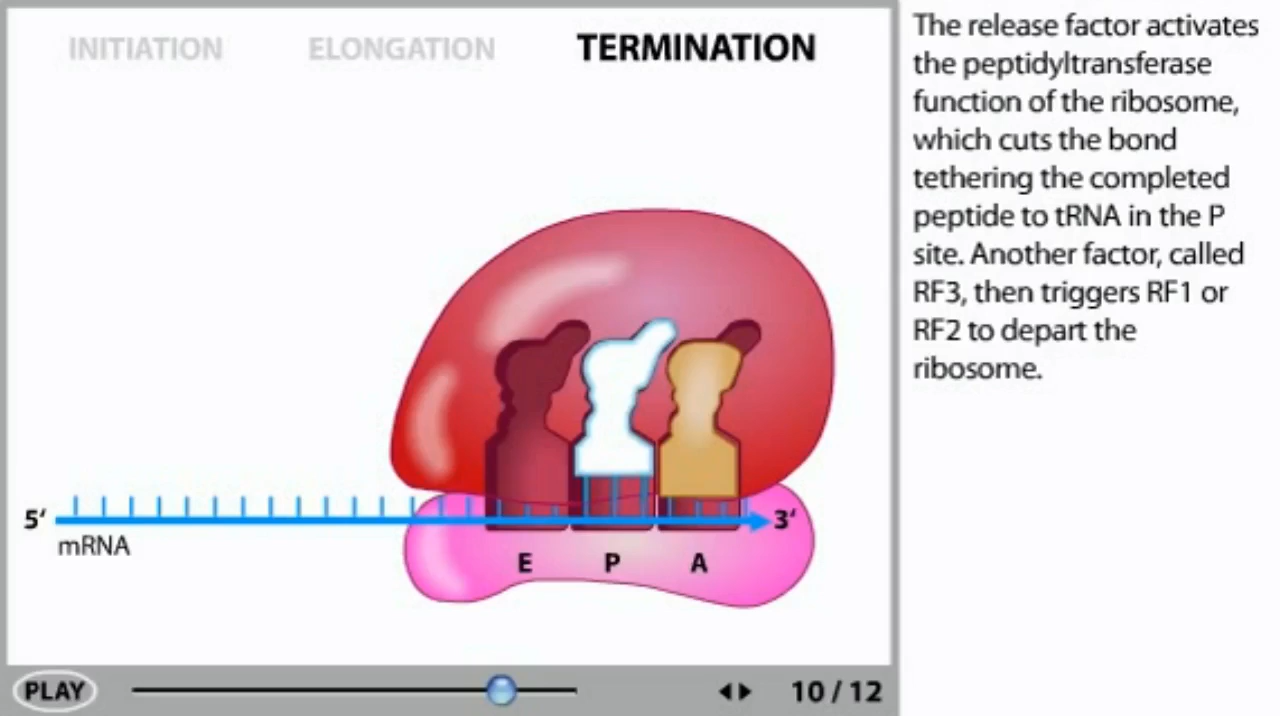 INITIATION ELONGATION TERMINATION
The release factor activates
the peptidyltransferase
function of the ribosome,
which cuts the bond
tethering the completed
peptide to tRNA in the P
site. Another factor, called
RF3, then triggers RF1 or
RF2 to depart the
ribosome.
5‘ 3‘
mRNA
E P A
PLAY 10 / 12